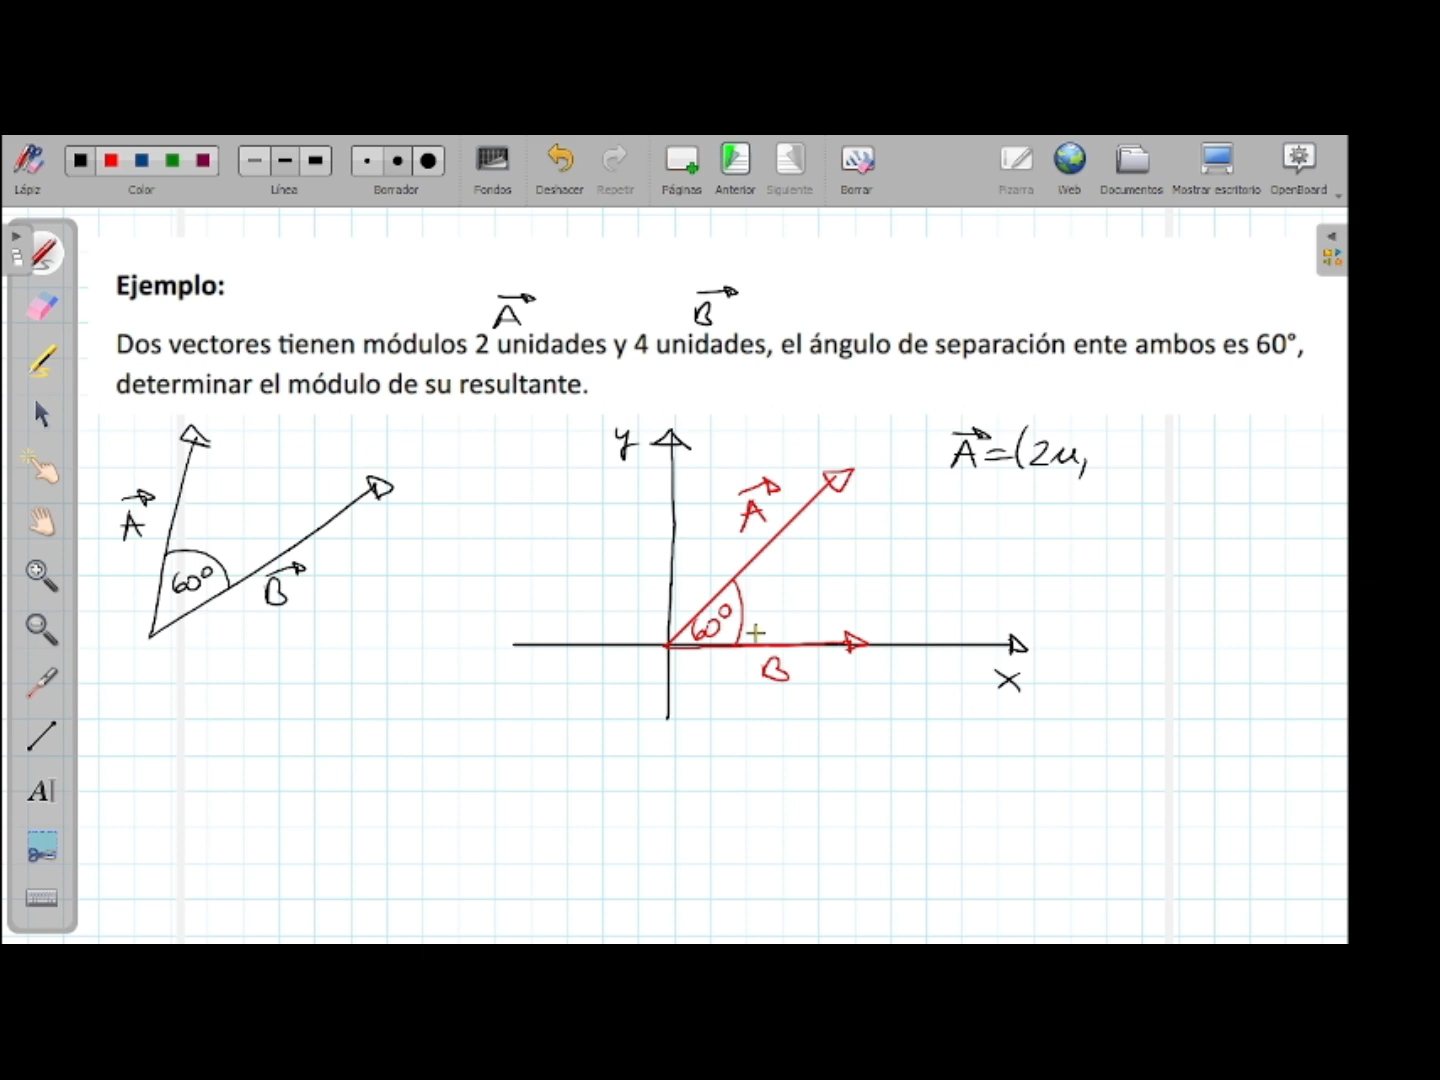 Lápiz Color Línea Borrador Fondos Deshacer Repetir Páginas Anterior Siguiente Borrar Pizarra Web Documentos Mostrar escritorio OpenBoard
Ejemplo:
A B
Dos vectores tienen módulos 2 unidades y 4 unidades, el ángulo de separación ente ambos es 60°,
determinar el módulo de su resultante.
y
A=(2u,
A
A
60°
B
60°
B
x
AI